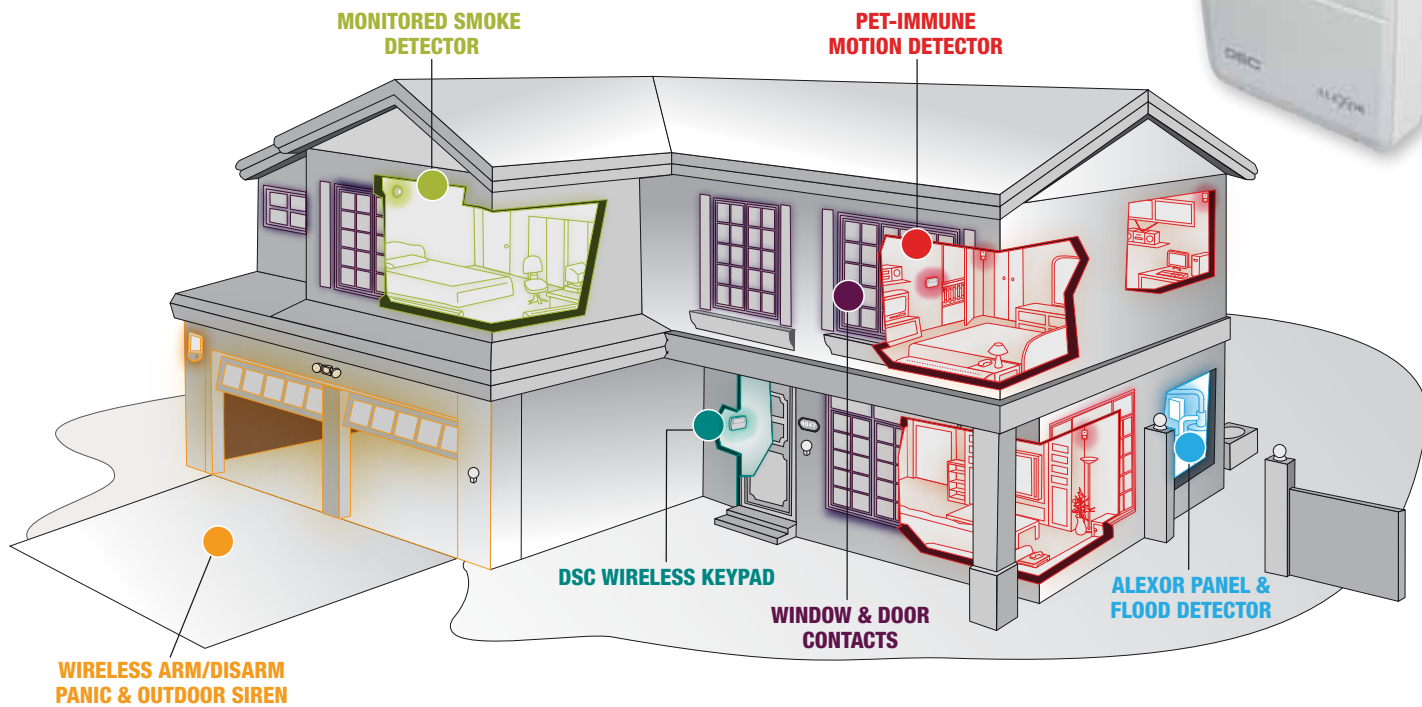 MONITORED SMOKE
DETECTOR
PET-IMMUNE
MOTION DETECTOR
DSC
ALEXOR
DSC WIRELESS KEYPAD
WINDOW & DOOR
CONTACTS
ALEXOR PANEL &
FLOOD DETECTOR
WIRELESS ARM/DISARM
PANIC & OUTDOOR SIREN